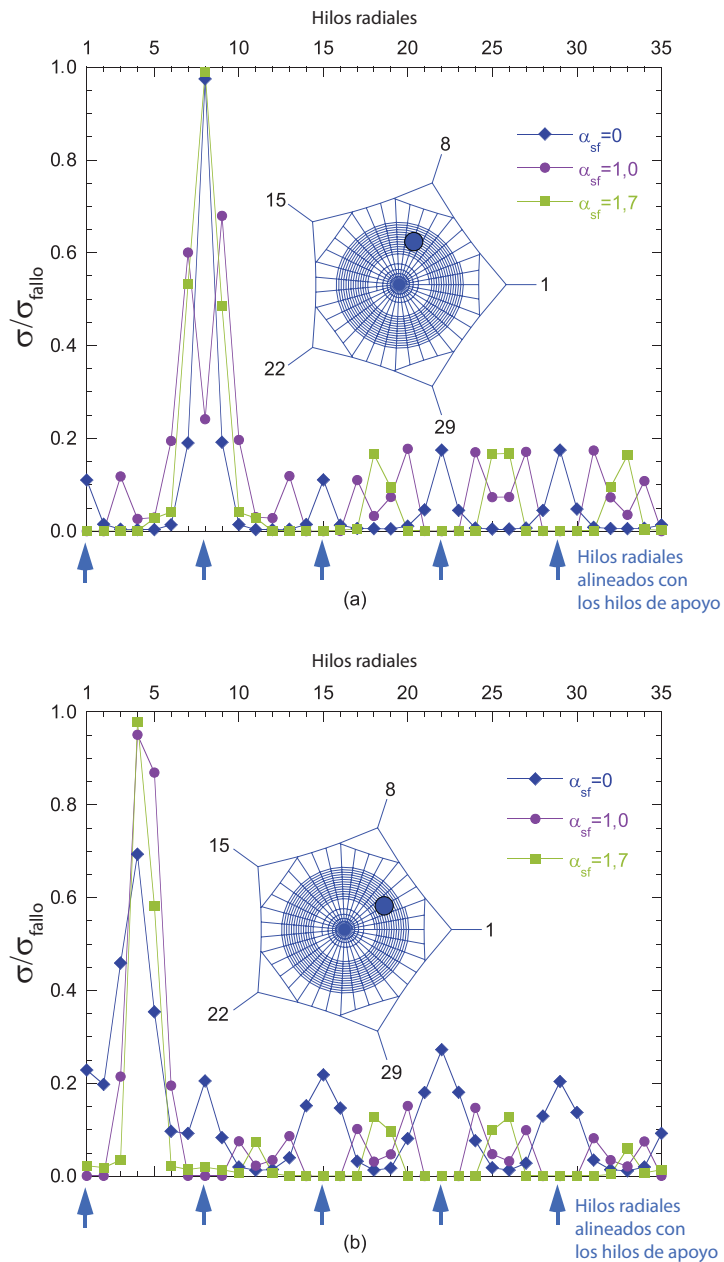 Hilos radiales
1 5 10 15 20 25 30 35
1.0
0.8
0.6
0.4
0.2
0.0
σ/σfallo
αsf=0
αsf=1,0
αsf=1,7
8
15
1
22
29
Hilos radiales
alineados con
los hilos de apoyo
(a)
Hilos radiales
1 5 10 15 20 25 30 35
1.0
0.8
0.6
0.4
0.2
0.0
σ/σfallo
αsf=0
αsf=1,0
αsf=1,7
8
15
1
22
29
Hilos radiales
alineados con
los hilos de apoyo
(b)